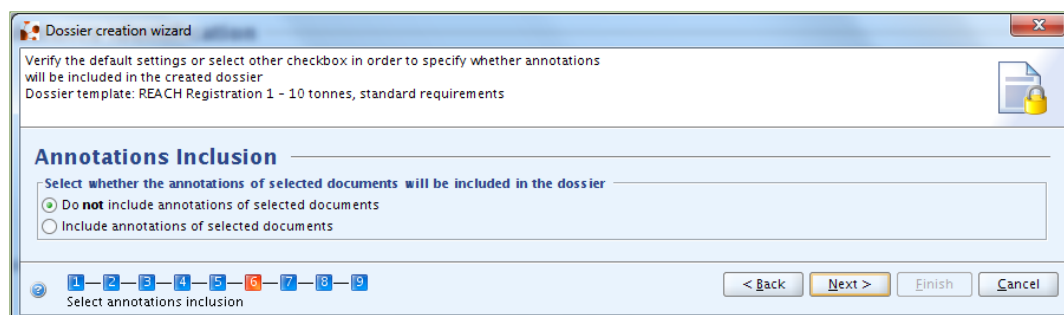 Dossier creation wizard
Verify the default settings or select other checkbox in order to specify whether annotations
will be included in the created dossier
Dossier template: REACH Registration 1 - 10 tonnes, standard requirements
Annotations Inclusion
Select whether the annotations of selected documents will be included in the dossier
Do not include annotations of selected documents
Include annotations of selected documents
1 2 3 4 5 6 7 8 9
Select annotations inclusion
< Back Next > Finish Cancel